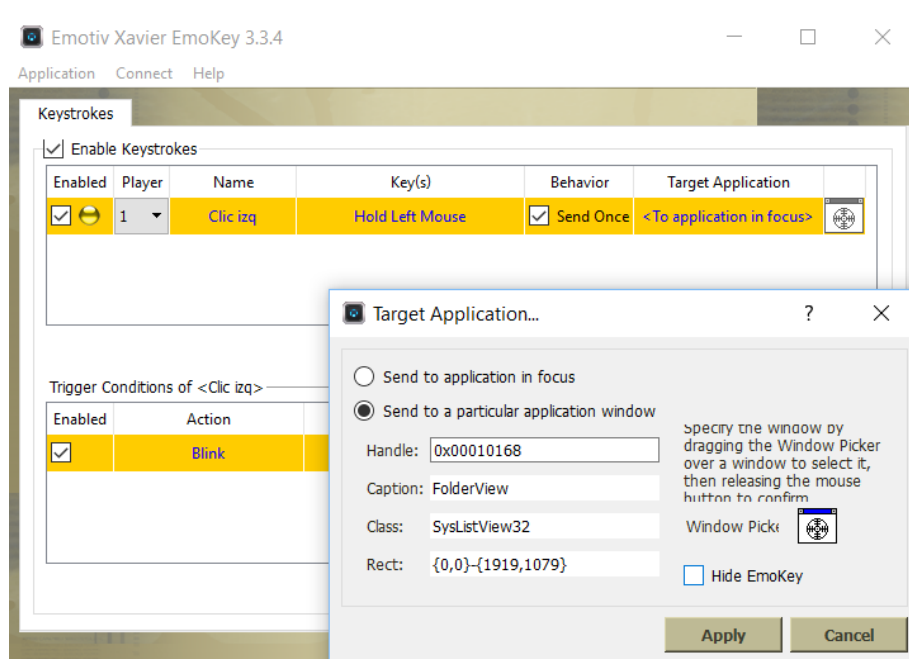 Emotiv Xavier EmoKey 3.3.4
Application Connect Help
Keystrokes
Enable Keystrokes
Enabled Player Name Key(s) Behavior Target Application
1 Clic izq Hold Left Mouse Send Once <To application in focus>
Target Application... ?
Send to application in focus
Trigger Conditions of <Clic izq>
Send to a particular application window
Enabled Action
Blink
Handle: 0x00010168
Caption: FolderView
Class: SysListView32
Rect: {0,0}-{1919,1079}
Specify the window by
dragging the Window Picker
over a window to select it,
then releasing the mouse
button to confirm
Window Picke
Hide EmoKey
Apply Cancel